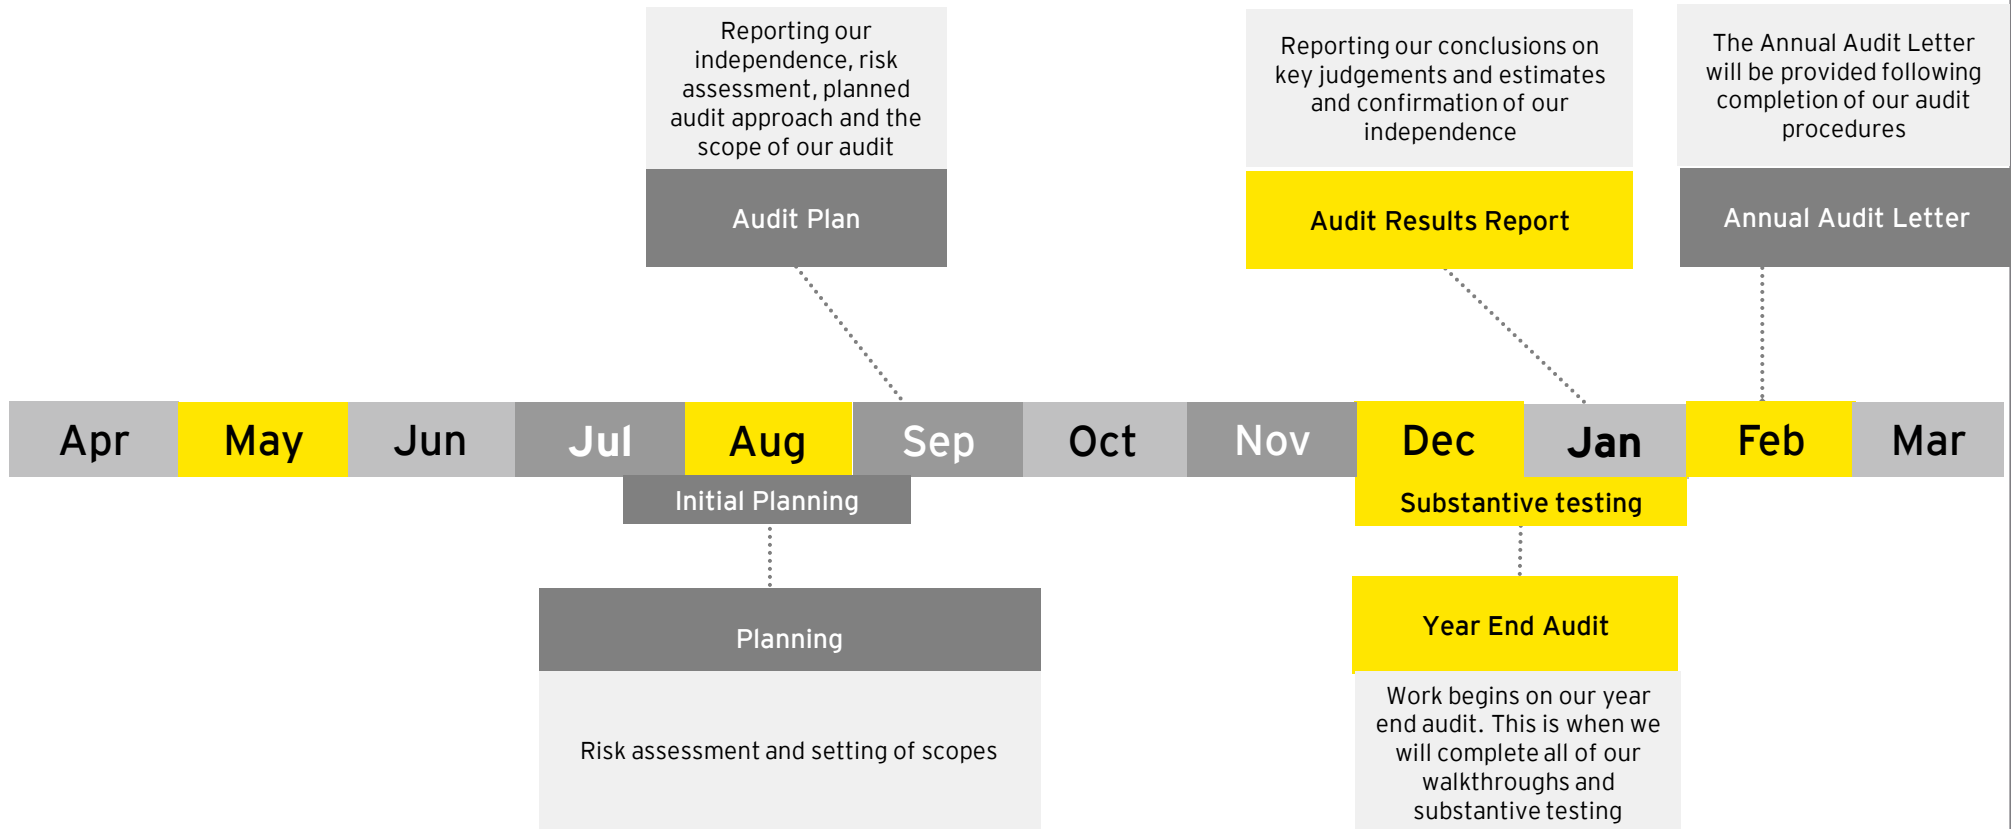 Reporting our
independence, risk
assessment, planned
audit approach and the
scope of our audit
Audit Plan
Reporting our conclusions on
key judgements and estimates
and confirmation of our
independence
Audit Results Report
The Annual Audit Letter
will be provided following
completion of our audit
procedures
Annual Audit Letter
Apr May Jun Jul Aug Sep Oct Nov Dec Jan Feb Mar
Initial Planning
Substantive testing
Planning
Risk assessment and setting of scopes
Year End Audit
Work begins on our year
end audit. This is when we
will complete all of our
walkthroughs and
substantive testing